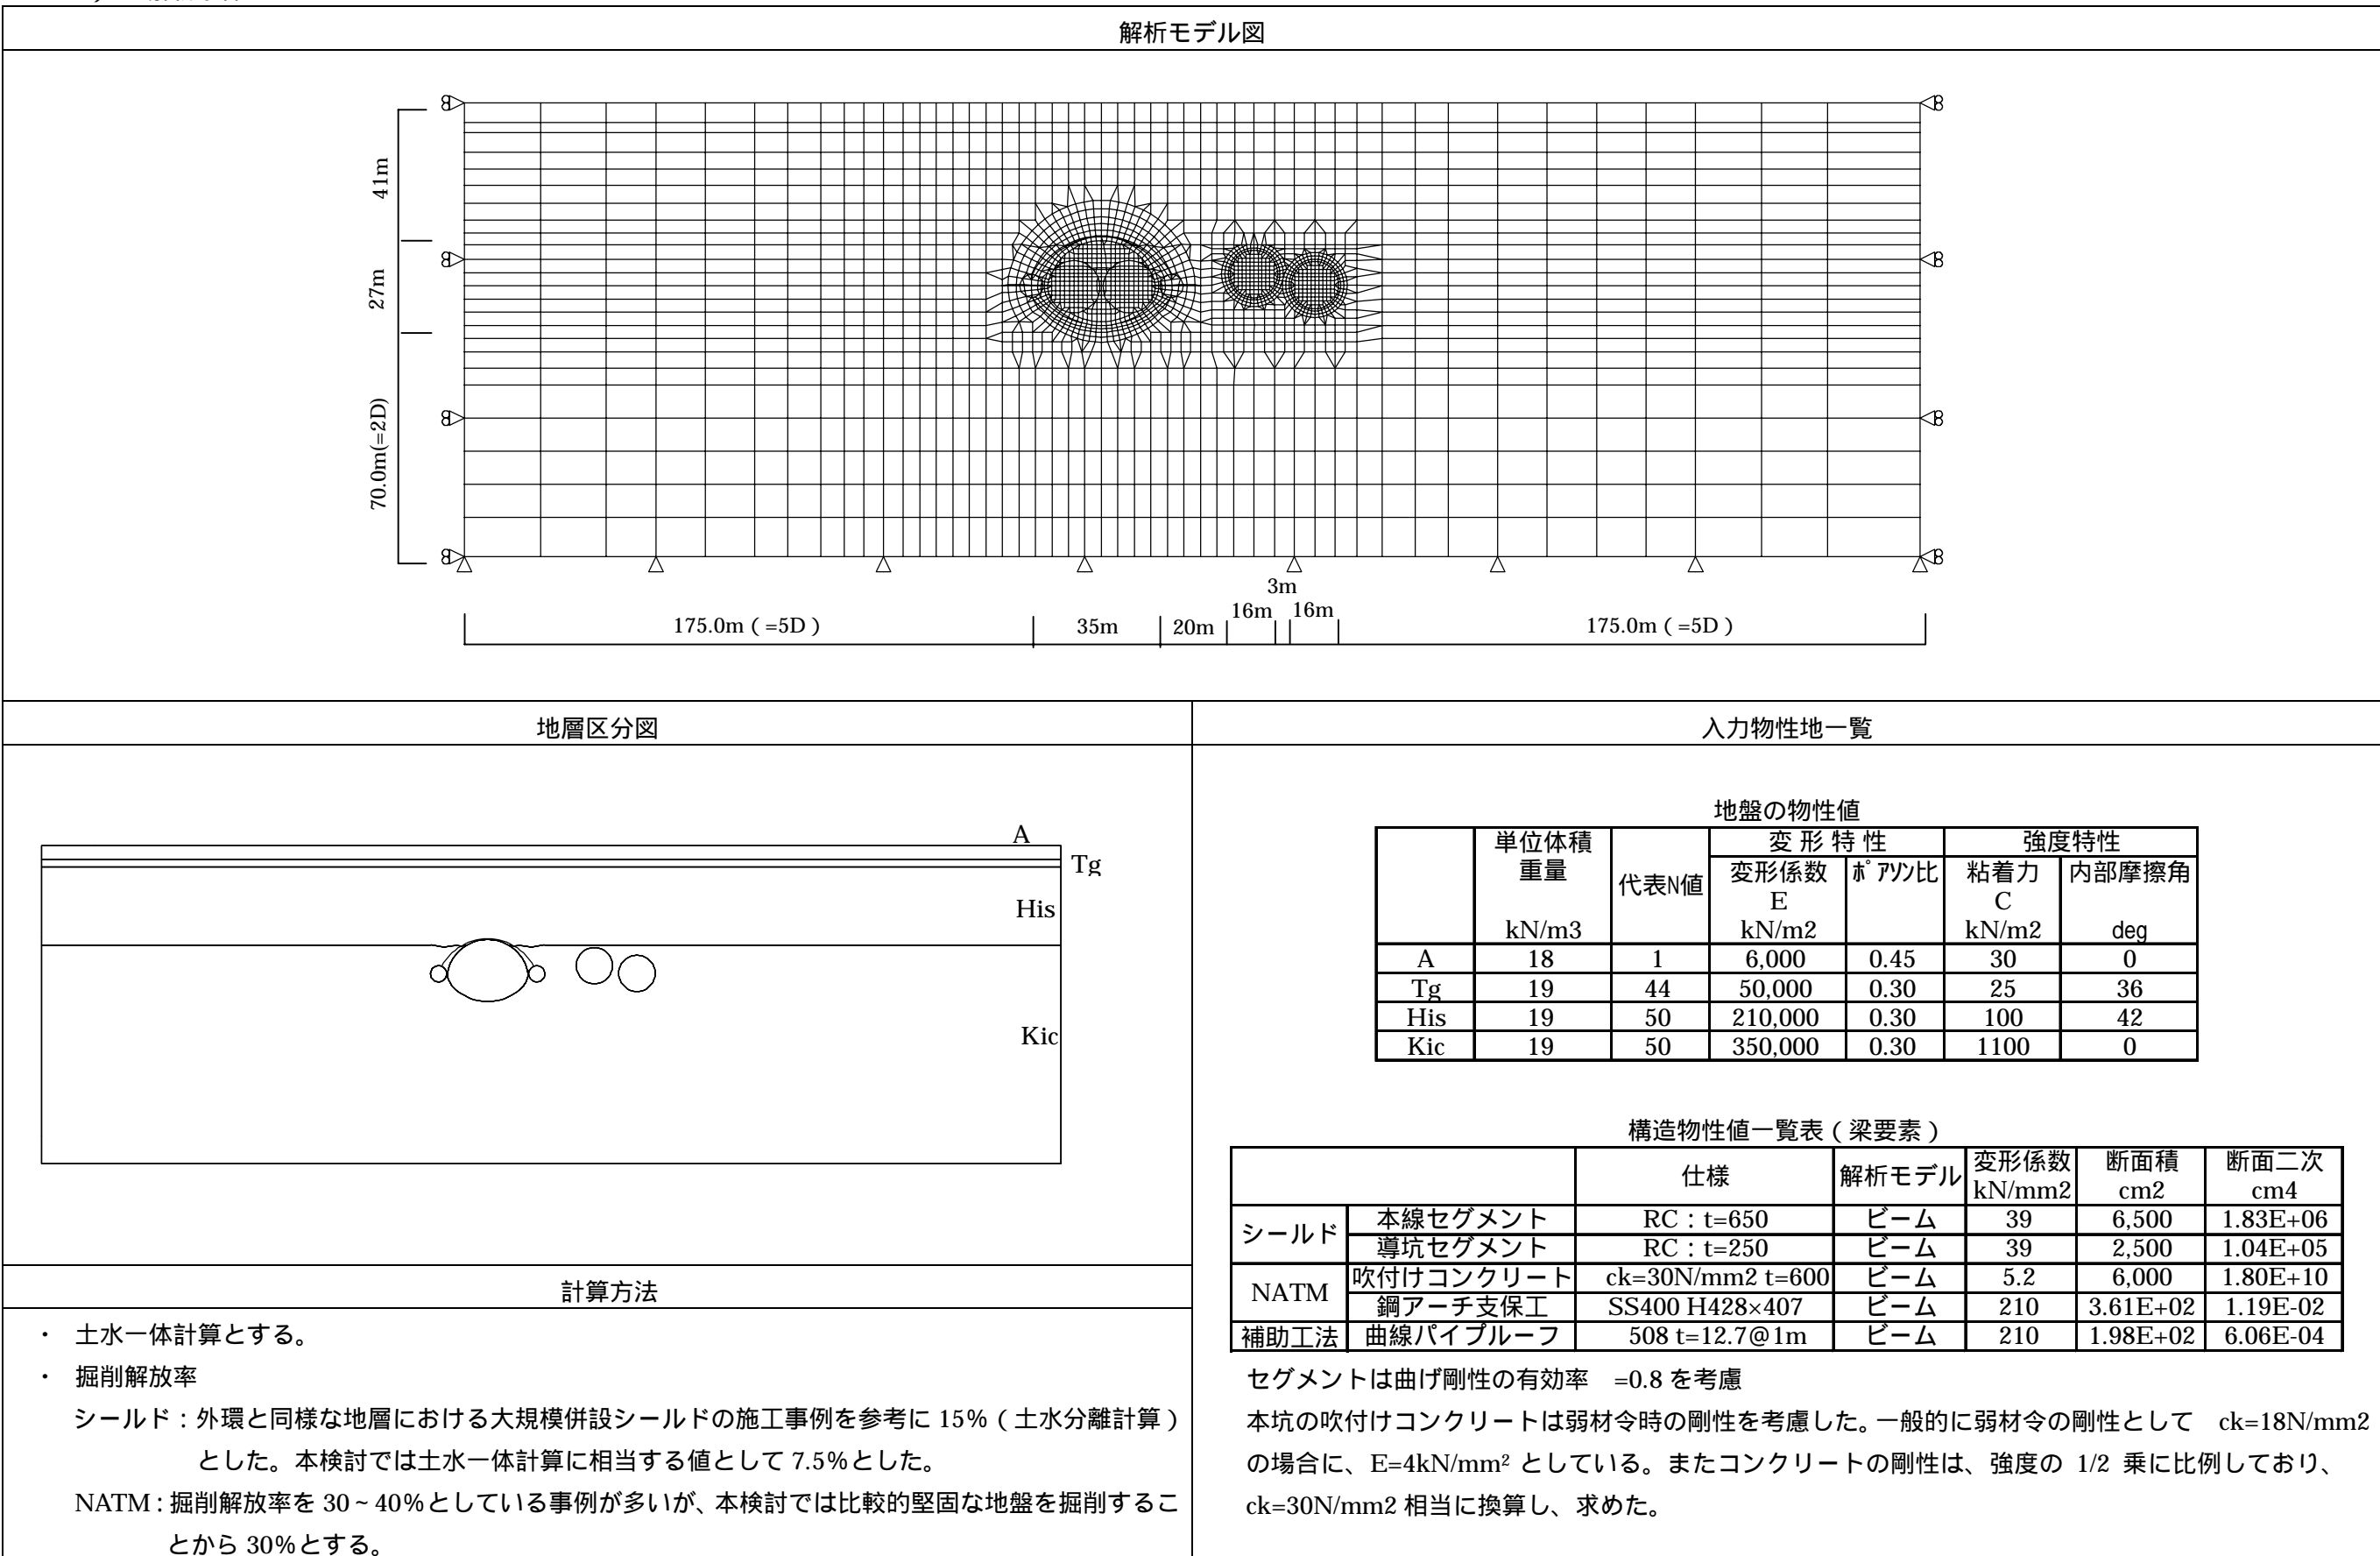 解析モデル図
41m
27m
70.0m(=2D)
3m
175.0m ( =5D )
35m
20m
16m
16m
175.0m ( =5D )
地層区分図
A
Tg
His
Kic
計算方法
・ 土水一体計算とする。
・ 掘削解放率
シールド：外環と同様な地層における大規模併設シールドの施工事例を参考に 15%（土水分離計算）
とした。本検討では土水一体計算に相当する値として 7.5%とした。
NATM：掘削解放率を 30～40%としている事例が多いが、本検討では比較的堅固な地盤を掘削するこ
とから 30%とする。
入力物性地一覧
地盤の物性値
単位体積 変 形 特 性 強度特性
重量 代表N値 変形係数 ﾎﾟｱｿﾝ比 粘着力 内部摩擦角
E C
kN/m3 kN/m2 kN/m2 deg
A 18 1 6,000 0.45 30 0
Tg 19 44 50,000 0.30 25 36
His 19 50 210,000 0.30 100 42
Kic 19 50 350,000 0.30 1100 0
構造物性値一覧表（梁要素）
仕様 解析モデル 変形係数 断面積 断面二次
kN/mm2 cm2 cm4
シールド 本線セグメント RC：t=650 ビーム 39 6,500 1.83E+06
導坑セグメント RC：t=250 ビーム 39 2,500 1.04E+05
NATM 吹付けコンクリート ck=30N/mm2 t=600 ビーム 5.2 6,000 1.80E+10
鋼アーチ支保工 SS400 H428×407 ビーム 210 3.61E+02 1.19E-02
補助工法 曲線パイプルーフ 508 t=12.7@1m ビーム 210 1.98E+02 6.06E-04
セグメントは曲げ剛性の有効率 =0.8 を考慮
本坑の吹付けコンクリートは弱材令時の剛性を考慮した。一般的に弱材令の剛性として ck=18N/mm2
の場合に、E=4kN/mm² としている。またコンクリートの剛性は、強度の 1/2 乗に比例しており、
ck=30N/mm2 相当に換算し、求めた。